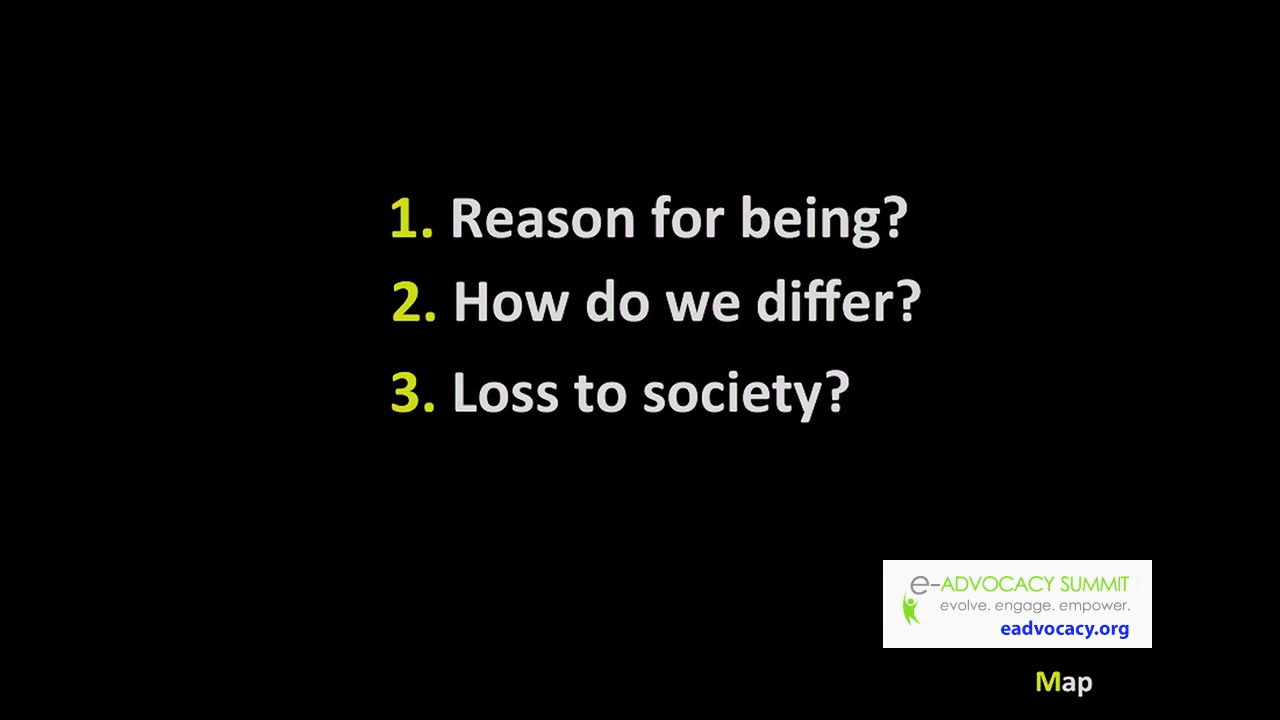 1. Reason for being?
2. How do we differ?
3. Loss to society?
e-ADVOCACY SUMMIT
evolve. engage. empower.
eadvocacy.org
Map